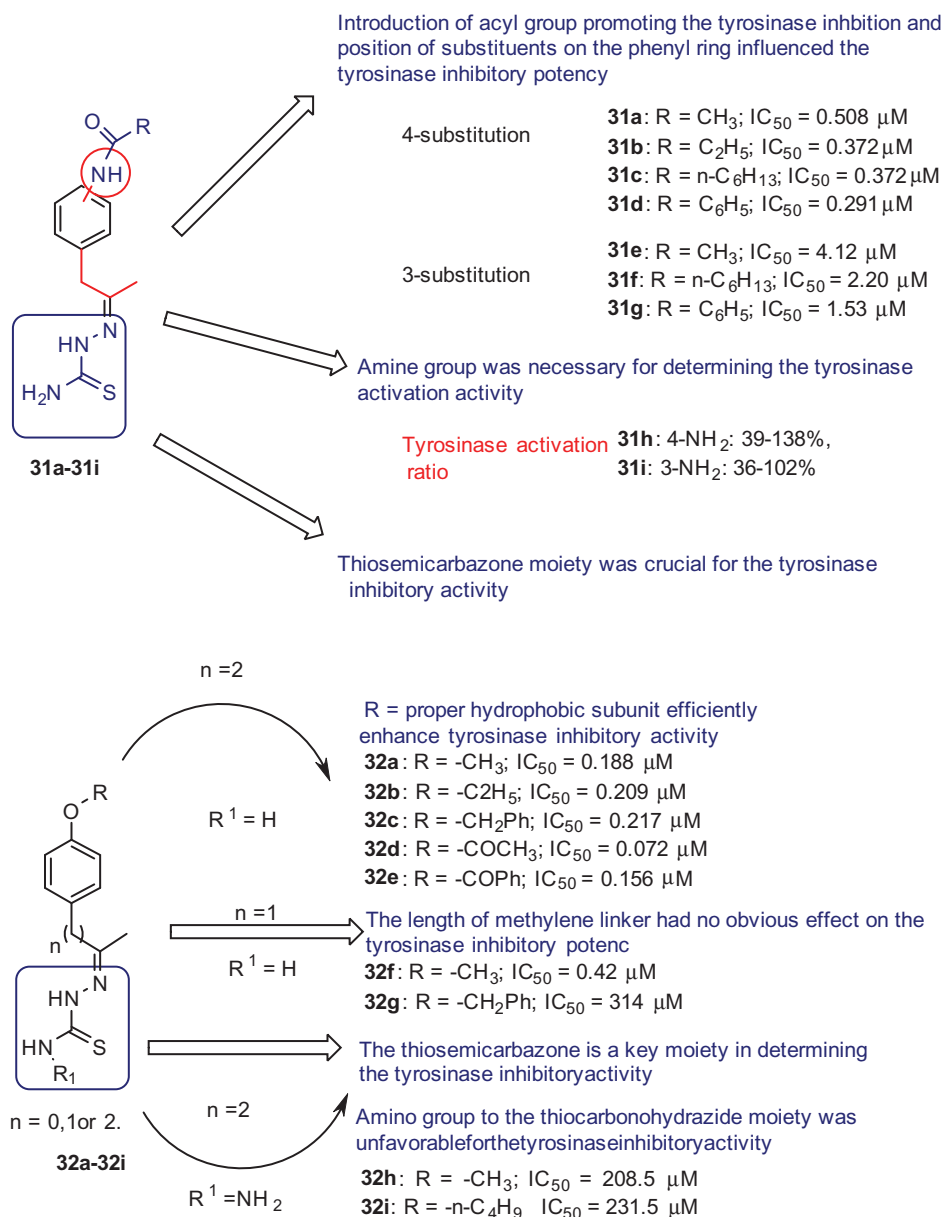 Introduction of acyl group promoting the tyrosinase inhbition and
position of substituents on the phenyl ring influenced the
tyrosinase inhibitory potency
O
R
NH
N
HN
H₂N
S
31a-31i
4-substitution
31a: R = CH₃; IC₅₀ = 0.508 µM
31b: R = C₂H₅; IC₅₀ = 0.372 µM
31c: R = n-C₆H₁₃; IC₅₀ = 0.372 µM
31d: R = C₆H₅; IC₅₀ = 0.291 µM
3-substitution
31e: R = CH₃; IC₅₀ = 4.12 µM
31f: R = n-C₆H₁₃; IC₅₀ = 2.20 µM
31g: R = C₆H₅; IC₅₀ = 1.53 µM
Amine group was necessary for determining the tyrosinase
activation activity
Tyrosinase activation
ratio
31h: 4-NH₂: 39-138%,
31i: 3-NH₂: 36-102%
Thiosemicarbazone moiety was crucial for the tyrosinase
inhibitory activity
n =2
R¹ = H
R = proper hydrophobic subunit efficiently
enhance tyrosinase inhibitory activity
32a: R = -CH₃; IC₅₀ = 0.188 µM
32b: R = -C2H₅; IC₅₀ = 0.209 µM
32c: R = -CH₂Ph; IC₅₀ = 0.217 µM
32d: R = -COCH₃; IC₅₀ = 0.072 µM
32e: R = -COPh; IC₅₀ = 0.156 µM
R
O
n
N
HN
HN
S
R₁
n = 0,1or 2.
32a-32i
n=1
R¹ = H
The length of methylene linker had no obvious effect on the
tyrosinase inhibitory potenc
32f: R = -CH₃; IC₅₀ = 0.42 µM
32g: R = -CH₂Ph; IC₅₀ = 314 µM
The thiosemicarbazone is a key moiety in determining
the tyrosinase inhibitoryactivity
n=2
R¹ =NH₂
Amino group to the thiocarbonohydrazide moiety was
unfavorableforthetyrosinaseinhibitoryactivity
32h: R = -CH₃; IC₅₀ = 208.5 µM
32i: R = -n-C₄H₉ IC₅₀ = 231.5 µM